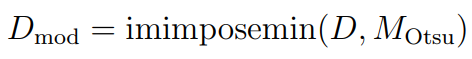 D_mod = imimposemin(D, M_Otsu)